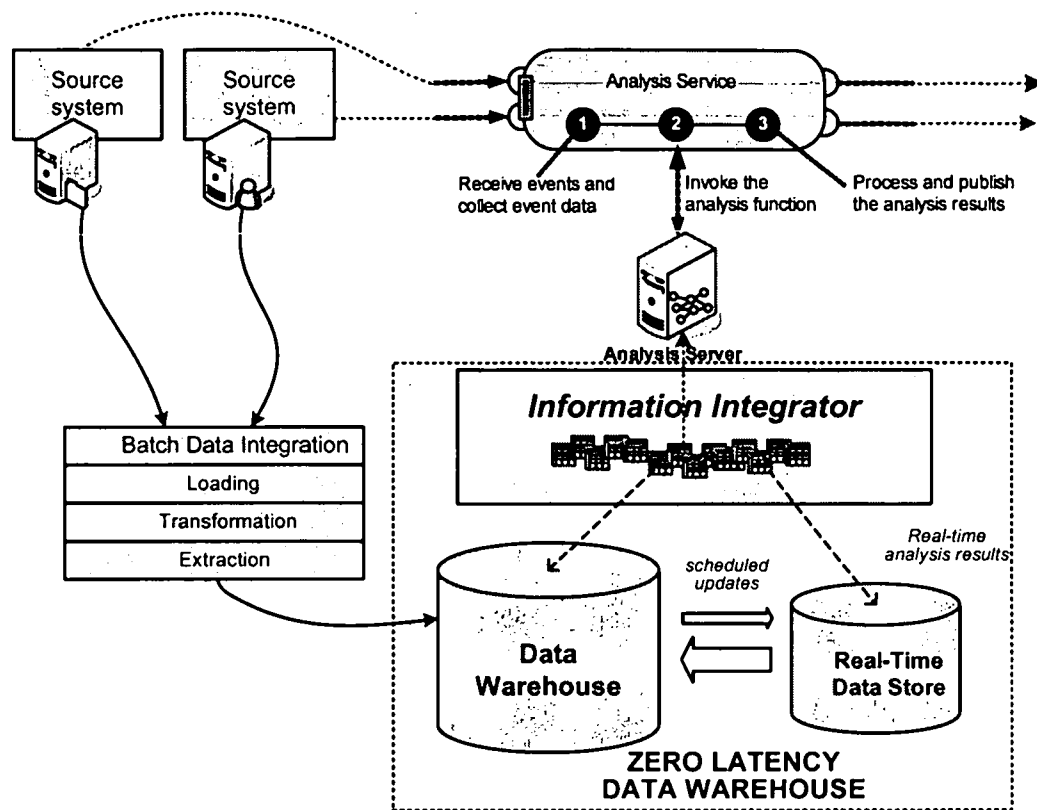 Source
system
Source
system
Analysis Service
1
2
3
Receive events and
collect event data
Invoke the
analysis function
Process and publish
the analysis results
Analysis Server
Information Integrator
Batch Data Integration
Loading
Transformation
Extraction
Real-time
analysis results
scheduled
updates
Data
Warehouse
Real-Time
Data Store
ZERO LATENCY
DATA WAREHOUSE